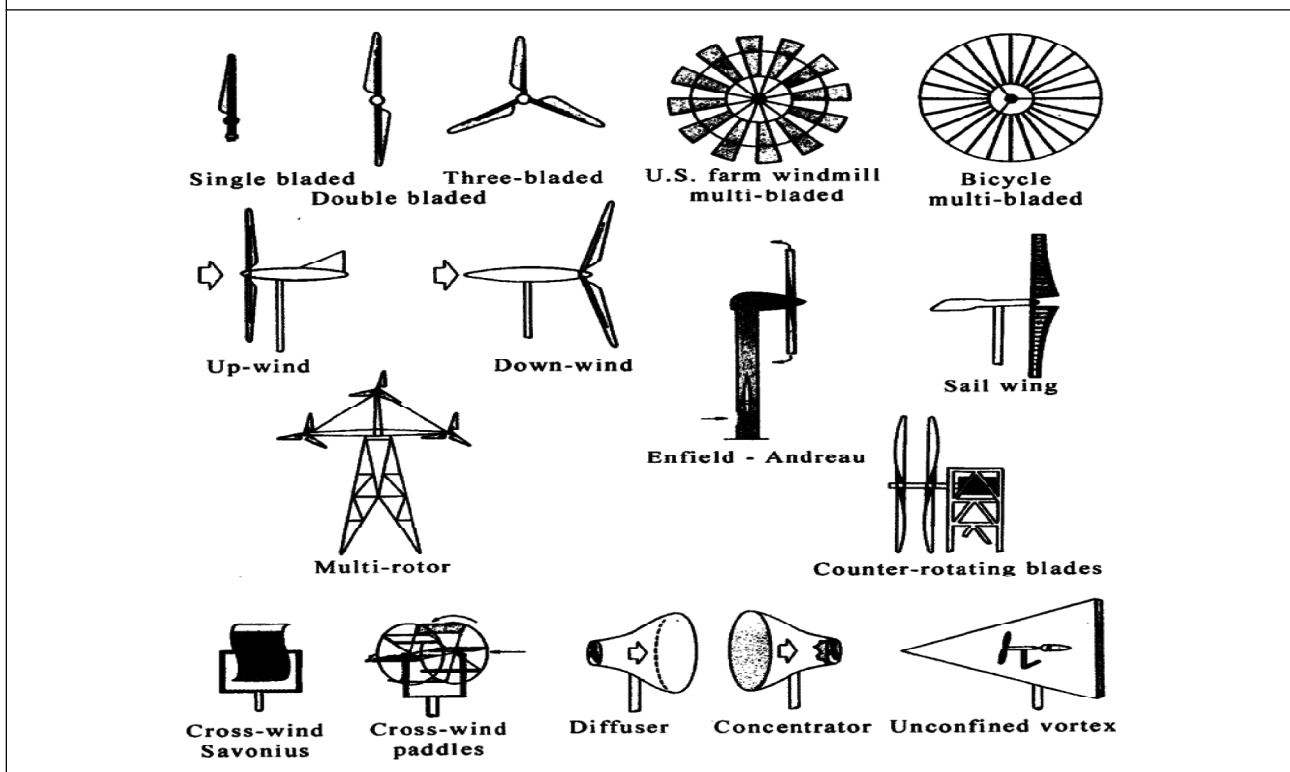 Single bladed
Double bladed
Three-bladed
U.S. farm windmill
multi-bladed
Bicycle
multi-bladed
Up-wind
Down-wind
Enfield - Andreau
Sail wing
Multi-rotor
Counter-rotating blades
Cross-wind
Savonius
Cross-wind
paddles
Diffuser
Concentrator
Unconfined vortex